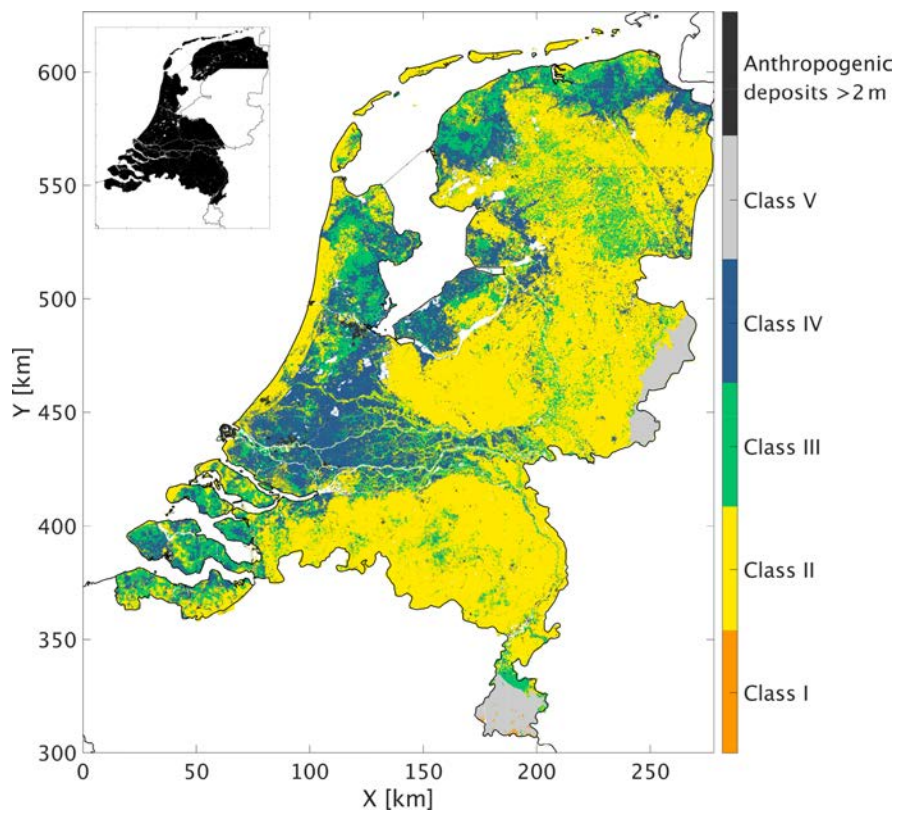 600
550
500
450
400
350
300
Y [km]
0
50
100
150
200
250
X [km]
Anthropogenic
deposits >2 m
Class V
Class IV
Class III
Class II
Class I